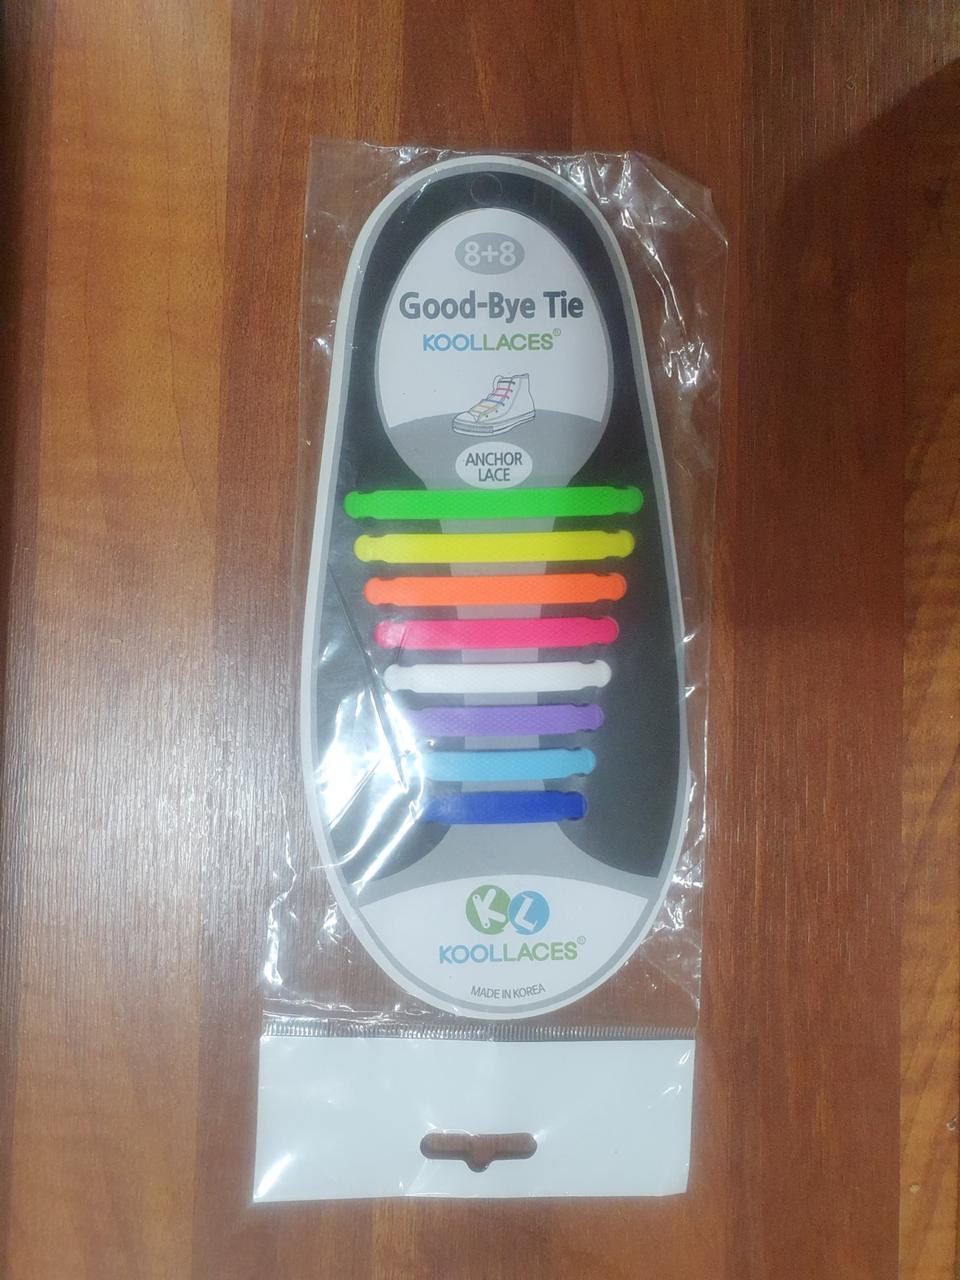 8+8
Good-Bye Tie
KOOLLACES®
ANCHOR
LACE
KL
KOOLLACES®
MADE IN KOREA